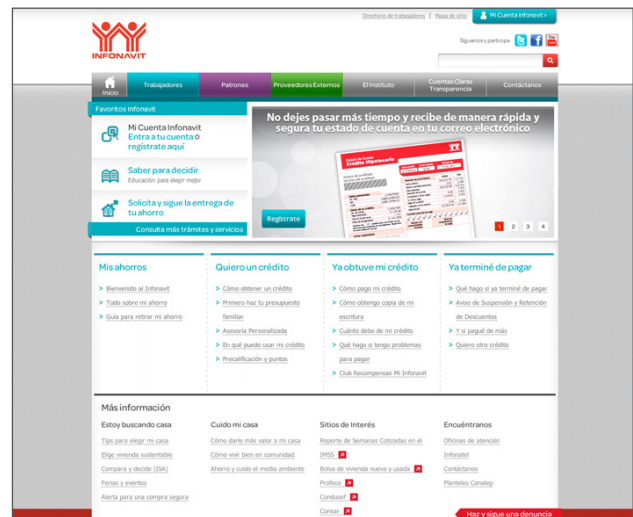 Directorio de trabajadores | Mapa de sitio
Mi Cuenta Infonavit >
INFONAVIT
Síguenos y participa
You Tube
Inicio
Trabajadores
Patrones
Proveedores Externos
El Instituto
Cuentas Claras
Transparencia
Contáctanos
Favoritos Infonavit
Mi Cuenta Infonavit
Entra a tu cuenta o
regístrate aquí
Saber para decidir
Educación para elegir mejor
Solicita y sigue la entrega de
tu ahorro
Consulta más trámites y servicios
No dejes pasar más tiempo y recibe de manera rápida y
segura tu estado de cuenta en tu correo electrónico
Estado de Cuenta
Crédito Hipotecario
Regístrate
1 2 3 4
Mis ahorros
> Bienvenido al Infonavit
> Todo sobre mi ahorro
> Guía para retirar mi ahorro
Quiero un crédito
> Cómo obtener un crédito
> Primero haz tu presupuesto
familiar
> Asesoría Personalizada
> En qué puedo usar mi crédito
> Precalificación y puntos
Ya obtuve mi crédito
> Cómo pago mi crédito
> Cómo obtengo copia de mi
escritura
> Cuánto debo de mi crédito
> Qué hago si tengo problemas
para pagar
> Club Recompensas Mi Infonavit
Ya terminé de pagar
> Qué hago si ya terminé de pagar
> Aviso de Suspensión y Retención
de Descuentos
> Y si pagué de más
> Quiero otro crédito
Más información
Estoy buscando casa
Tips para elegir mi casa
Elige vivienda sustentable
Compara y decide (ISA)
Ferias y eventos
Alerta para una compra segura
Cuido mi casa
Cómo darle más valor a mi casa
Cómo vivir bien en comunidad
Ahorro y cuido el medio ambiente
Sitios de Interés
Reporte de Semanas Cotizadas en el
IMSS
Bolsa de vivienda nueva y usada
Profeco
Condusef
Consar
Encuéntranos
Oficinas de atención
Infonatel
Contáctanos
Planteles Conalep
Haz y sigue una denuncia